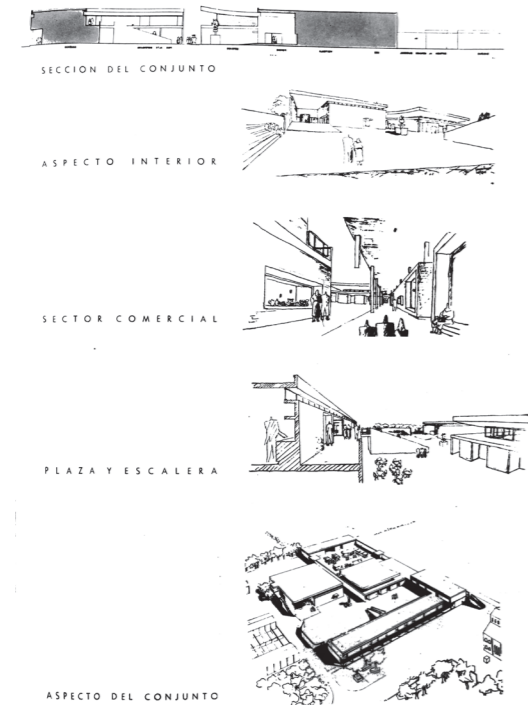 SECCION DEL CONJUNTO
ASPECTO INTERIOR
SECTOR COMERCIAL
PLAZA Y ESCALERA
ASPECTO DEL CONJUNTO